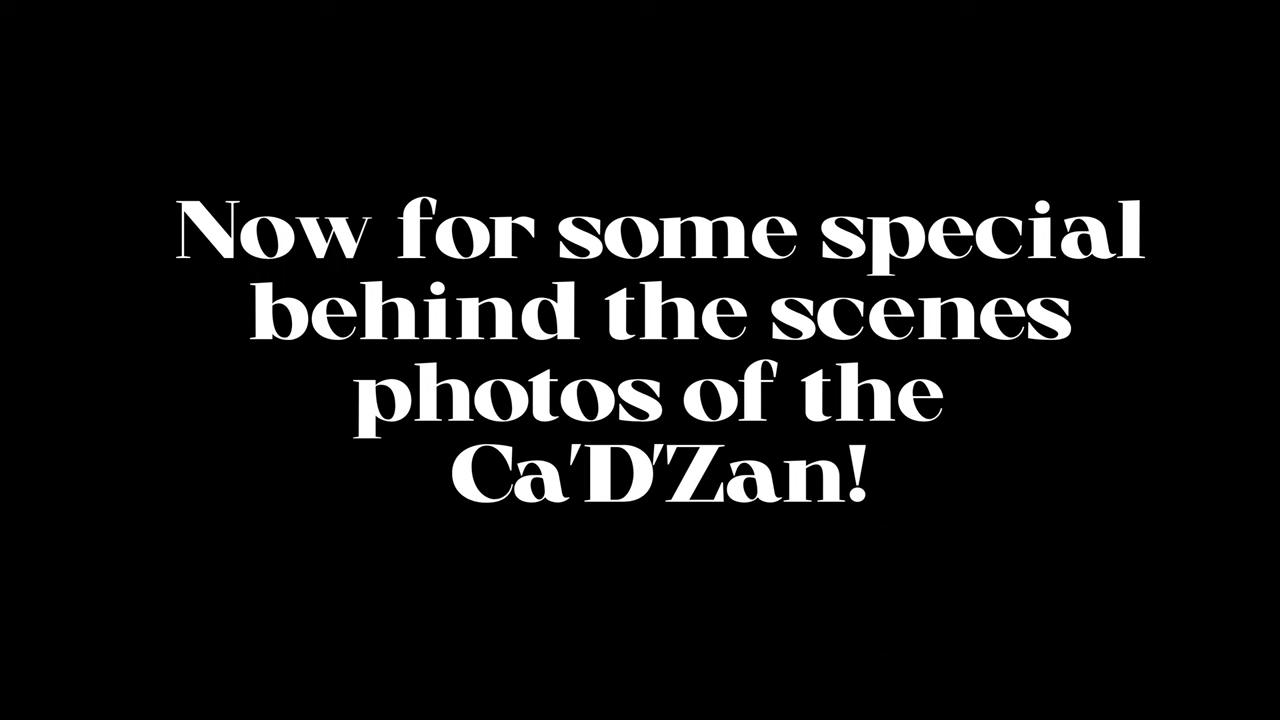 Now for some special
behind the scenes
photos of the
Ca'D'Zan!